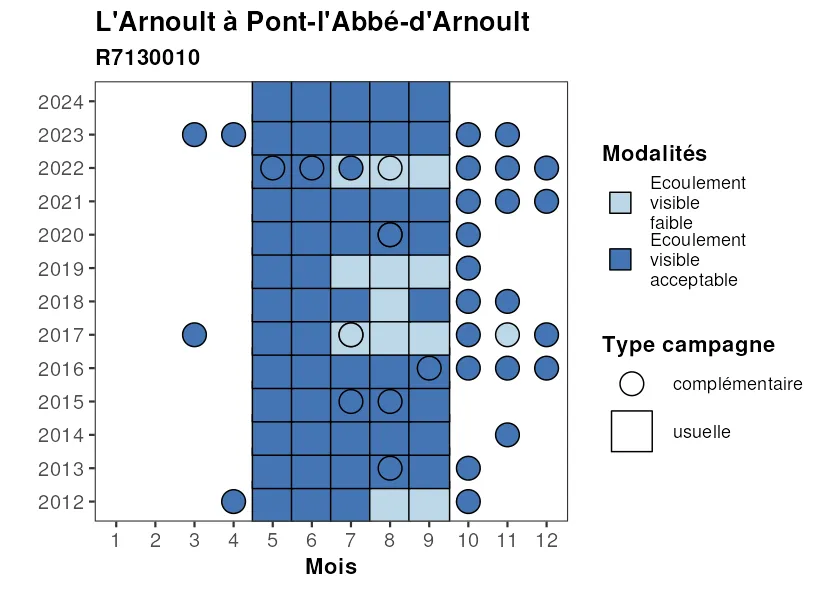 L'Arnoult à Pont-l'Abbé-d'Arnoult
R7130010
2024
2023
2022
2021
2020
2019
2018
2017
2016
2015
2014
2013
2012
1 2 3 4 5 6 7 8 9 10 11 12
Mois
Modalités
Ecoulement
visible
faible
Ecoulement
visible
acceptable
Type campagne
complémentaire
usuelle